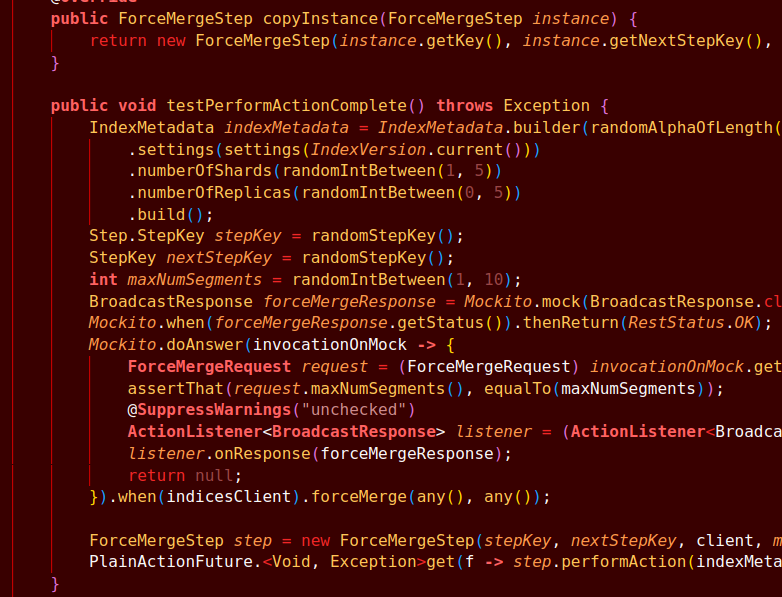 @Override
public ForceMergeStep copyInstance(ForceMergeStep instance) {
return new ForceMergeStep(instance.getKey(), instance.getNextStepKey(),
}
public void testPerformActionComplete() throws Exception {
IndexMetadata indexMetadata = IndexMetadata.builder(randomAlphaOfLength(
.settings(settings(IndexVersion.current()))
.numberOfShards(randomIntBetween(1, 5))
.numberOfReplicas(randomIntBetween(0, 5))
.build();
Step.StepKey stepKey = randomStepKey();
StepKey nextStepKey = randomStepKey();
int maxNumSegments = randomIntBetween(1, 10);
BroadcastResponse forceMergeResponse = Mockito.mock(BroadcastResponse.cl
Mockito.when(forceMergeResponse.getStatus()).thenReturn(RestStatus.OK);
Mockito.doAnswer(invocationOnMock -> {
ForceMergeRequest request = (ForceMergeRequest) invocationOnMock.get
assertThat(request.maxNumSegments(), equalTo(maxNumSegments));
@SuppressWarnings("unchecked")
ActionListener<BroadcastResponse> listener = (ActionListener<Broadca
listener.onResponse(forceMergeResponse);
return null;
}).when(indicesClient).forceMerge(any(), any());
ForceMergeStep step = new ForceMergeStep(stepKey, nextStepKey, client, m
PlainActionFuture.<Void, Exception>get(f -> step.performAction(indexMeta
}